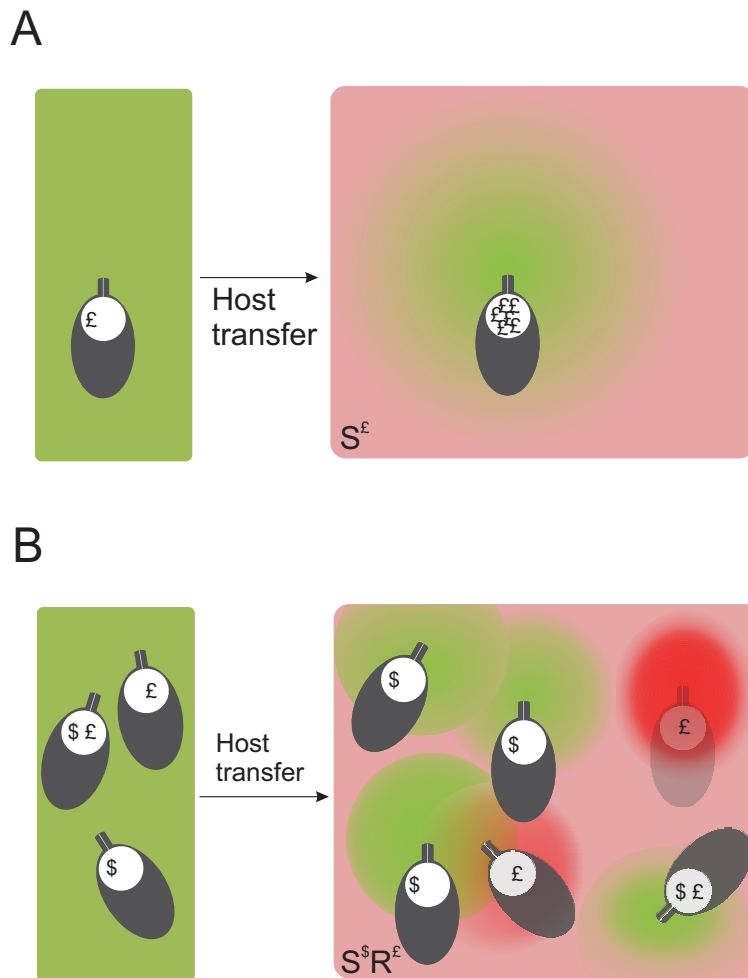 A
£
Host
transfer
££
£££
££
S£
B
£
$ £
$
Host
transfer
$
$
£
$
£
$ £
S$R£